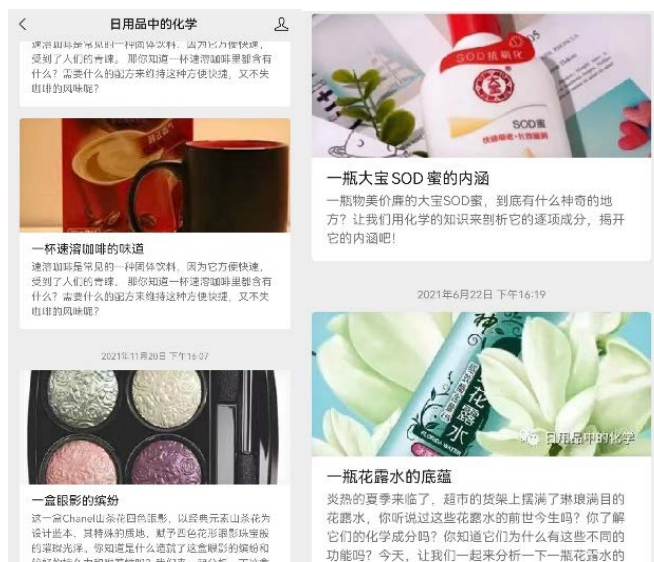 日用品中的化学
速溶咖啡是常见的一种固体饮料，因为它方便快速，
受到了人们的青睐。 那你知道一杯速溶咖啡里都含有
什么？需要什么的配方来维持这种方便快捷，又不失
咖啡的风味呢？
一杯速溶咖啡的味道
速溶咖啡是常见的一种固体饮料，因为它方便快速，
受到了人们的青睐。 那你知道一杯速溶咖啡里都含有
什么？需要什么的配方来维持这种方便快捷，又不失
咖啡的风味呢？
2021年11月20日 下午16:07
一盒眼影的缤纷
这一盒Chanel山茶花四色眼影，以经典元素山茶花为
设计蓝本，其特殊的质地，赋予四色花形眼影珠宝般
的璀璨光泽。你知道是什么造就了这盒眼影的缤纷和
SOD抗氧化
SOD蜜
一瓶大宝SOD 蜜的内涵
一瓶物美价廉的大宝SOD蜜，到底有什么神奇的地
方？让我们用化学的知识来剖析它的逐项成分，揭开
它的内涵吧！
2021年6月22日 下午16:19
神
花露水
FLORIDA WATER
日用品中的化学
一瓶花露水的底蕴
炎热的夏季来临了，超市的货架上摆满了琳琅满目的
花露水，你听说过这些花露水的前世今生吗？你了解
它们的化学成分吗？你知道它们为什么有这些不同的
功能吗？今天，让我们一起来分析一下一瓶花露水的